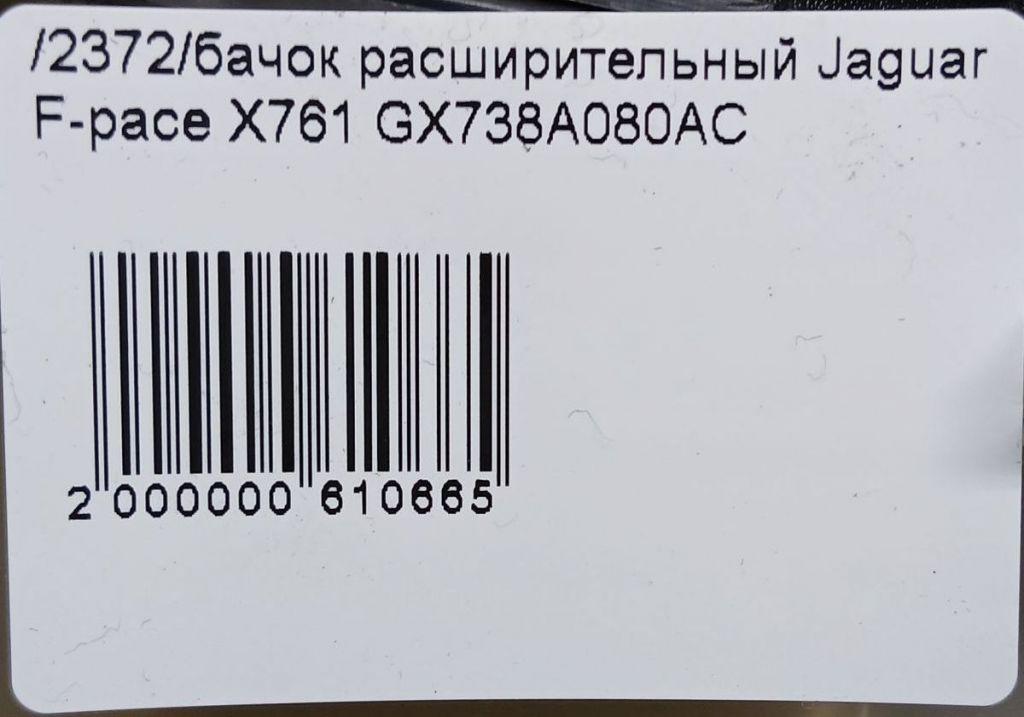 /2372/бачок расширительный Jaguar
F-pace X761 GX738A080AC
2 000000 610665